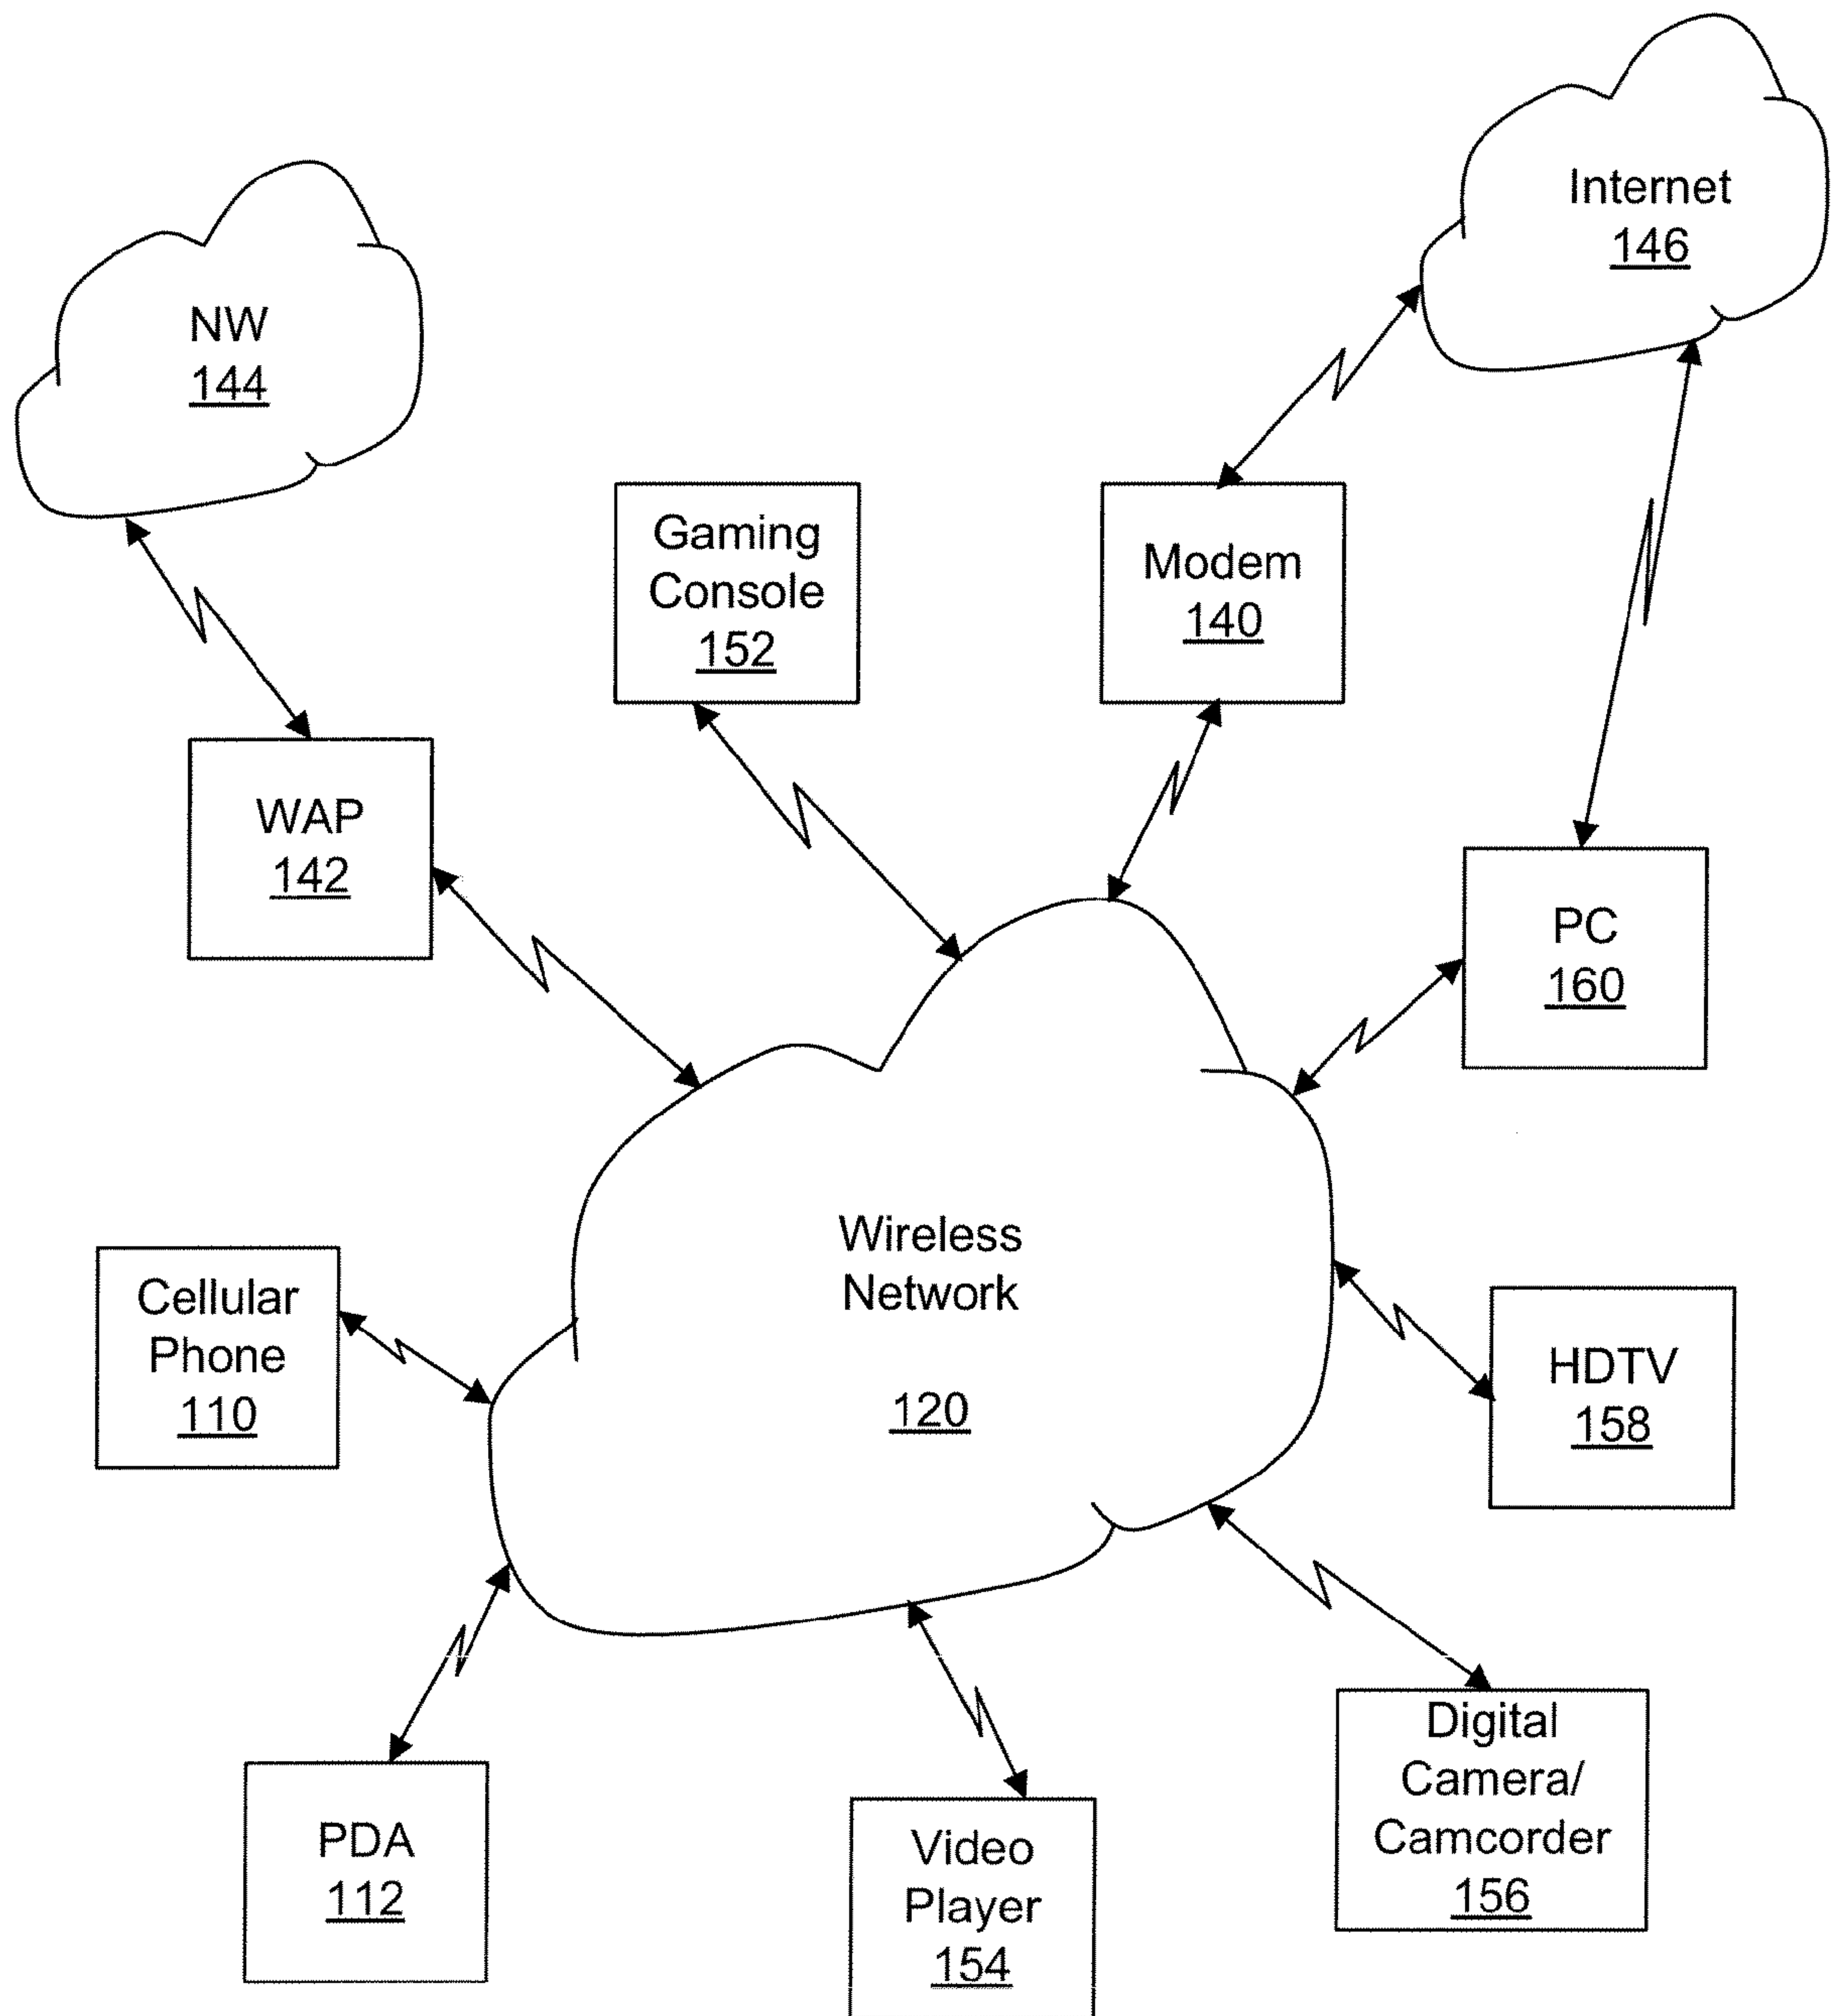 Internet
146
NW
144
Gaming
Console
152
Modem
140
WAP
142
PC
160
Wireless
Network
120
Cellular
Phone
110
HDTV
158
PDA
112
Video
Player
154
Digital
Camera/
Camcorder
156